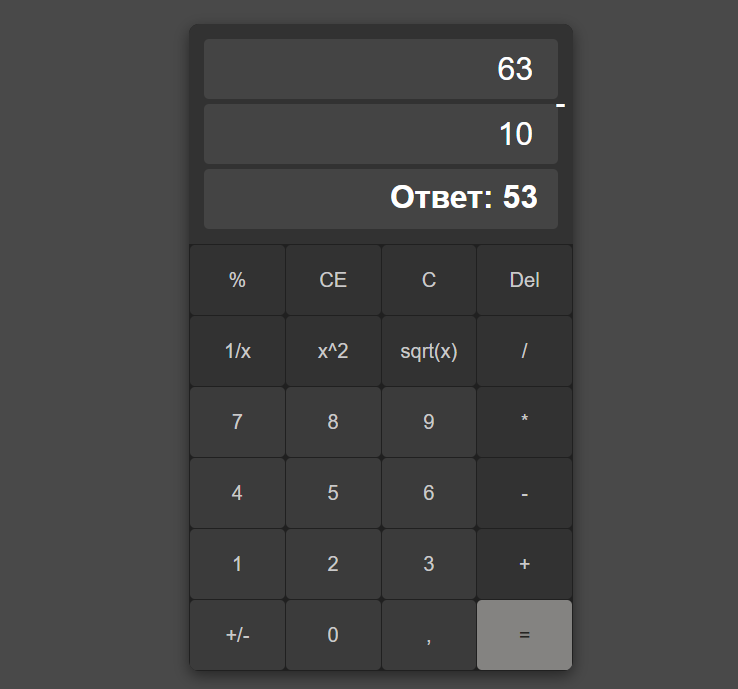 63
-
10
Ответ: 53
% CE C Del
1/x x^2 sqrt(x) /
7 8 9 *
4 5 6 -
1 2 3 +
+/- 0 , =